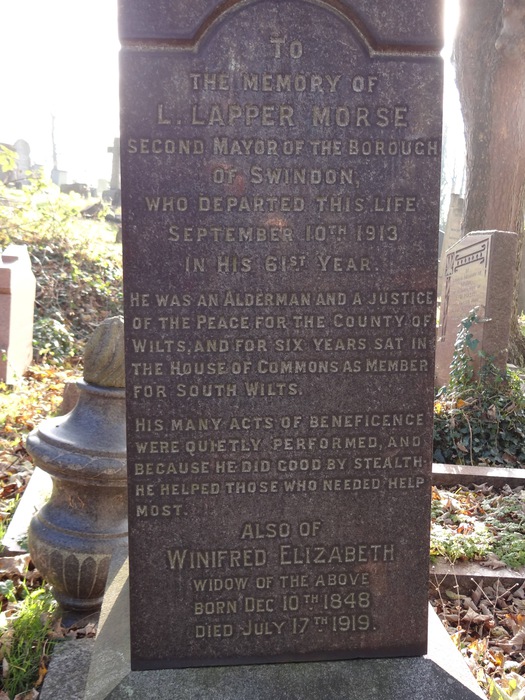 TO
THE MEMORY OF
L. LAPPER MORSE
SECOND MAYOR OF THE BOROUGH
OF SWINDON,
WHO DEPARTED THIS LIFE
SEPTEMBER 10TH 1913
IN HIS 61ST YEAR.
HE WAS AN ALDERMAN AND A JUSTICE
OF THE PEACE FOR THE COUNTY OF
WILTS, AND FOR SIX YEARS SAT IN
THE HOUSE OF COMMONS AS MEMBER
FOR SOUTH WILTS.
HIS MANY ACTS OF BENEFICENCE
WERE QUIETLY PERFORMED, AND
BECAUSE HE DID GOOD BY STEALTH
HE HELPED THOSE WHO NEEDED HELP
MOST.
ALSO OF
WINIFRED ELIZABETH
WIDOW OF THE ABOVE
BORN DEC 10TH 1848
DIED JULY 17TH 1919.